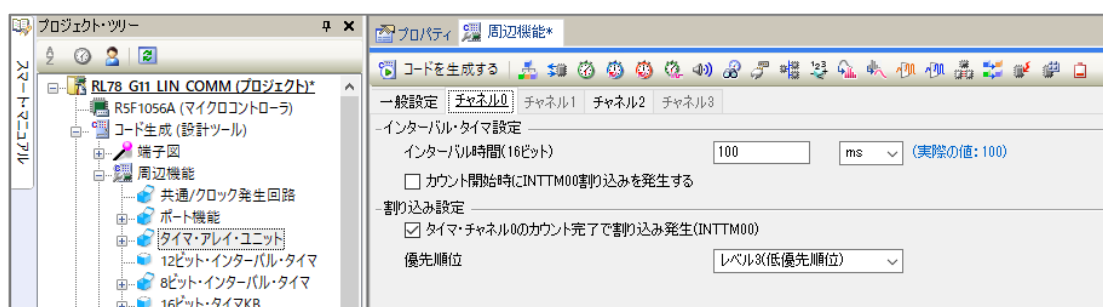 プロジェクト・ツリー
スマート・マニュアル
RL78_G11_LIN_COMM (プロジェクト)*
R5F1056A (マイクロコントローラ)
コード生成 (設計ツール)
端子図
周辺機能
共通/クロック発生回路
ポート機能
タイマ・アレイ・ユニット
12ビット・インターバル・タイマ
8ビット・インターバル・タイマ
16ビット・タイマKB
プロパティ 周辺機能*
コードを生成する
一般設定 チャネル0 チャネル1 チャネル2 チャネル3
インターバル・タイマ設定
インターバル時間(16ビット) 100 ms (実際の値: 100)
カウント開始時にINTTM00割り込みを発生する
割り込み設定
タイマ・チャネル0のカウント完了で割り込み発生(INTTM00)
優先順位 レベル3(低優先順位)